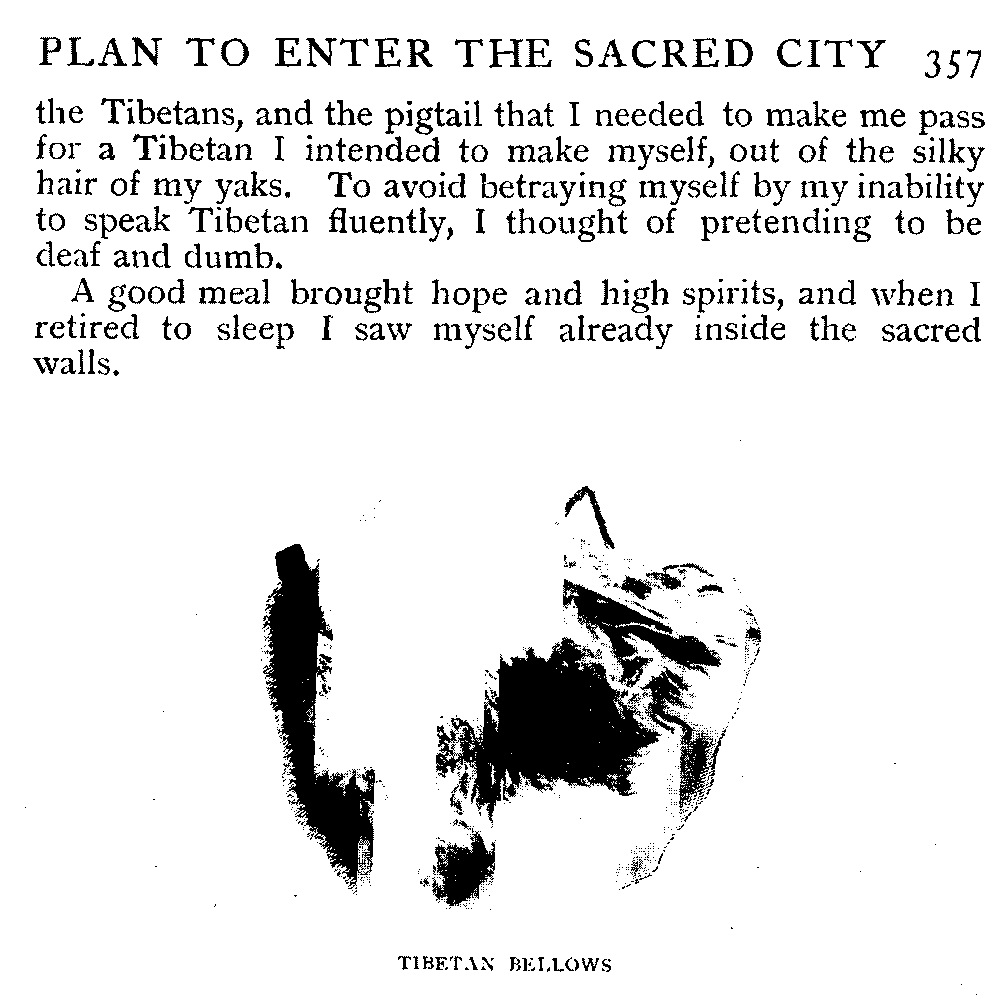 PLAN TO ENTER THE SACRED CITY 357
the Tibetans, and the pigtail that I needed to make me pass
for a Tibetan I intended to make myself, out of the silky
hair of my yaks. To avoid betraying myself by my inability
to speak Tibetan fluently, I thought of pretending to be
deaf and dumb.
A good meal brought hope and high spirits, and when I
retired to sleep I saw myself already inside the sacred
walls.
TIBETAN BELLOWS